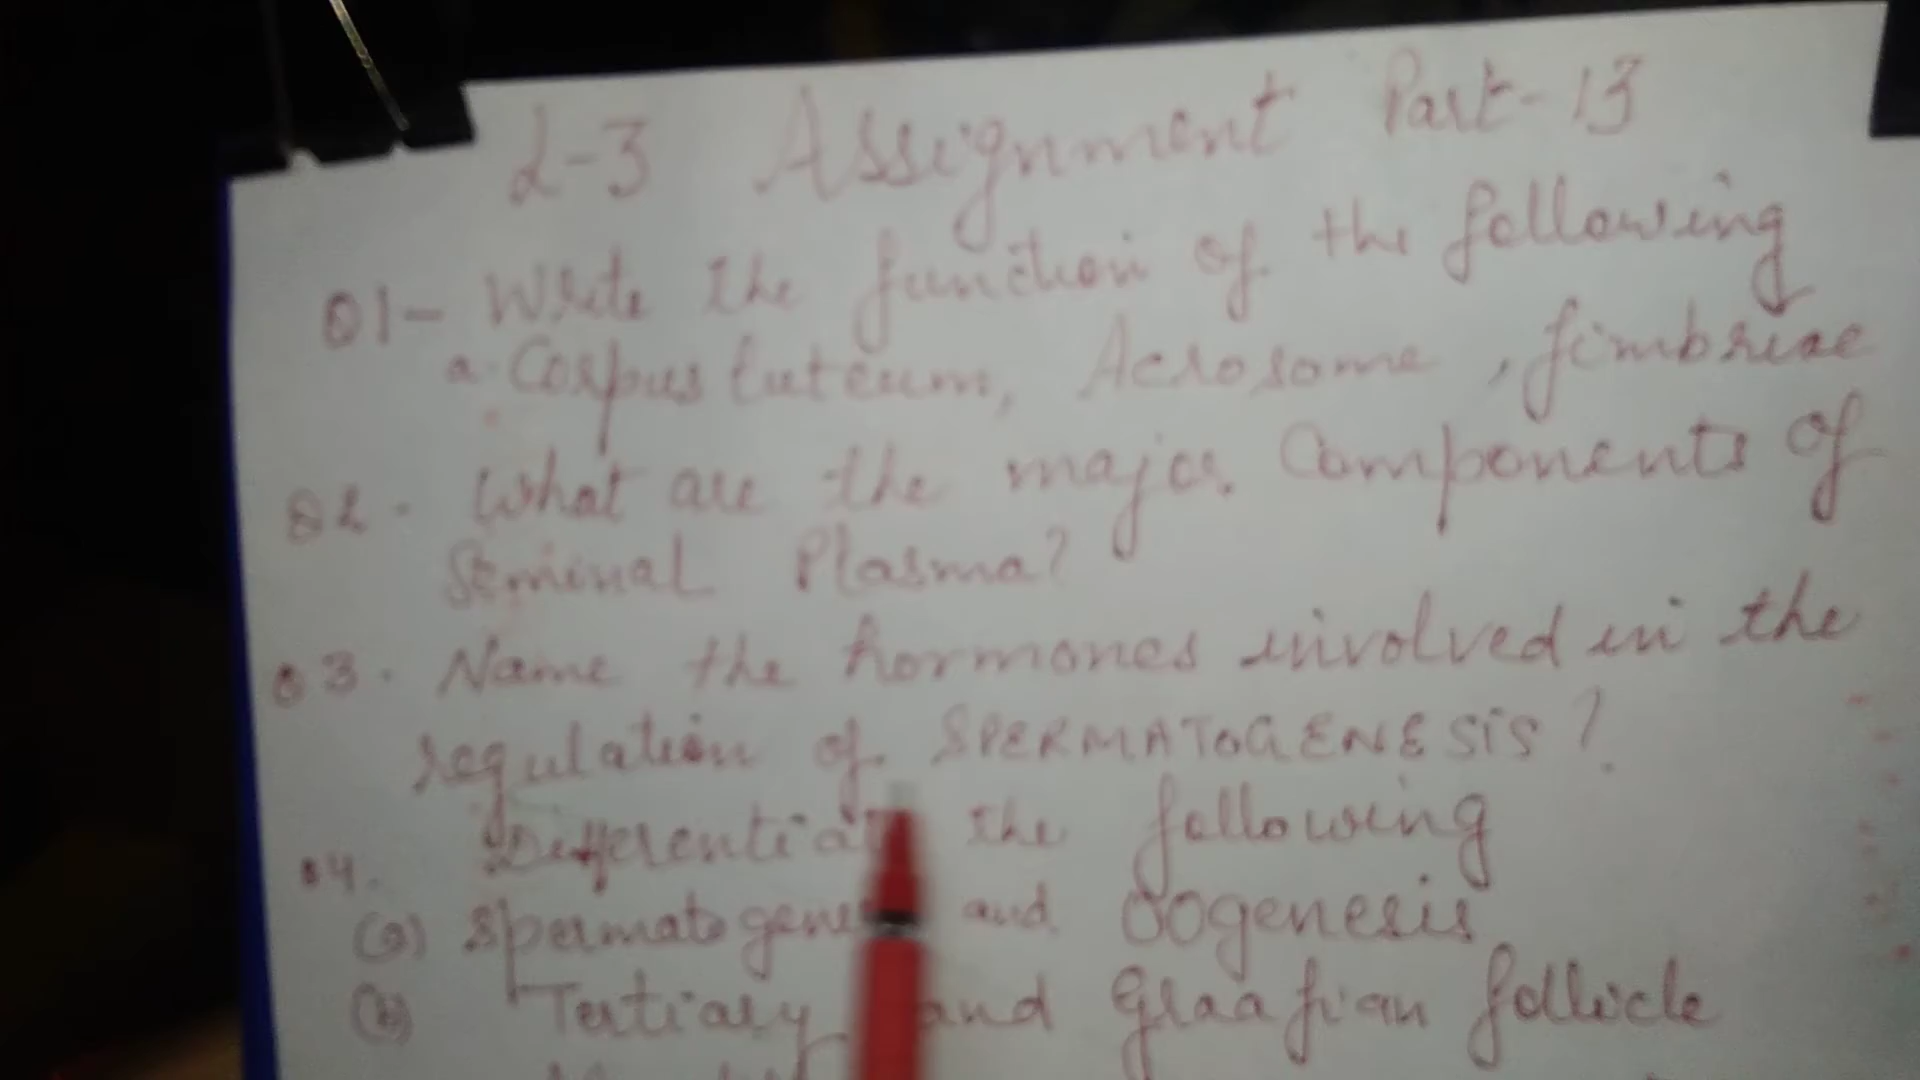 L-3 Assignment Part-13
Q1- Write the function of the following
a. Corpus luteum, Acrosome, fimbriae
Q2. What are the major components of
Seminal Plasma?
Q3. Name the hormones involved in the
regulation of SPERMATOGENESIS?
Q4. the following
(a) and Oogenesis
(b) Tertiary and Graafian follicle